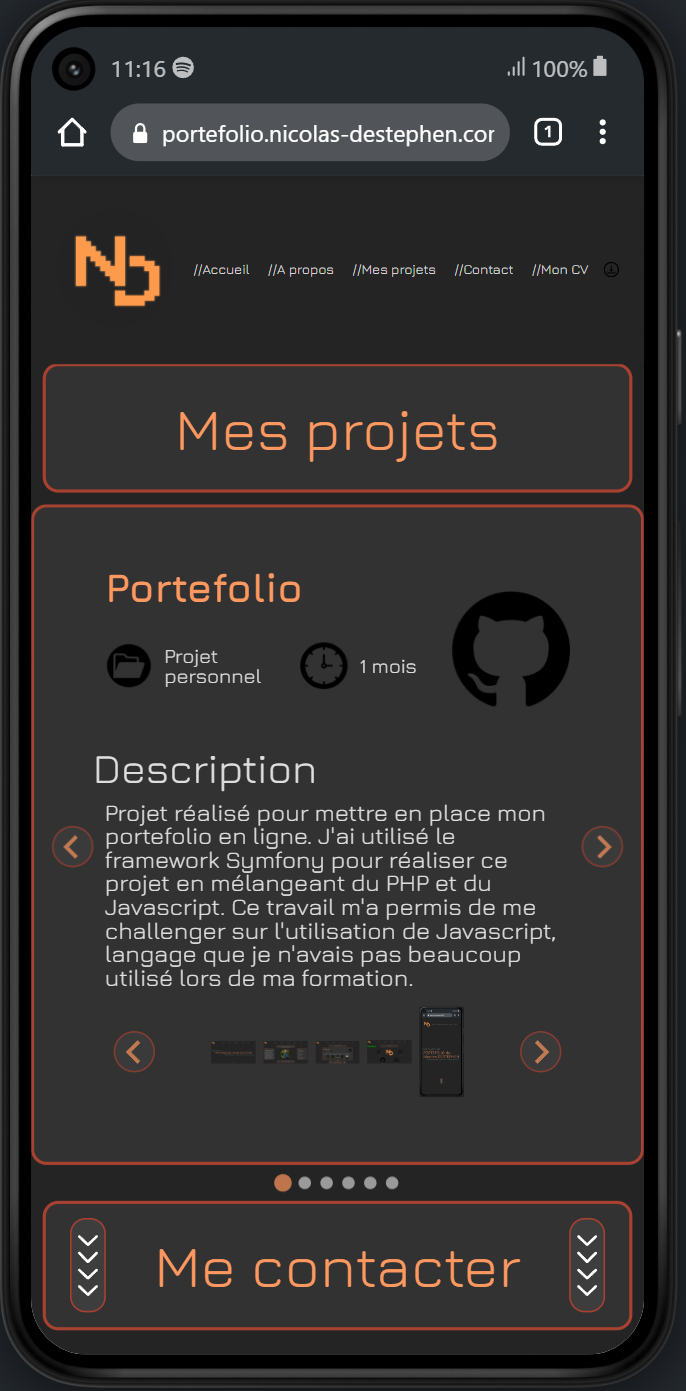 11:16
100%
portefolio.nicolas-destephen.cor
1
ND
//Accueil //A propos //Mes projets //Contact //Mon CV
Mes projets
Portefolio
Projet
personnel
1 mois
Description
Projet réalisé pour mettre en place mon
portefolio en ligne. J'ai utilisé le
framework Symfony pour réaliser ce
projet en mélangeant du PHP et du
Javascript. Ce travail m'a permis de me
challenger sur l'utilisation de Javascript,
langage que je n'avais pas beaucoup
utilisé lors de ma formation.
Me contacter